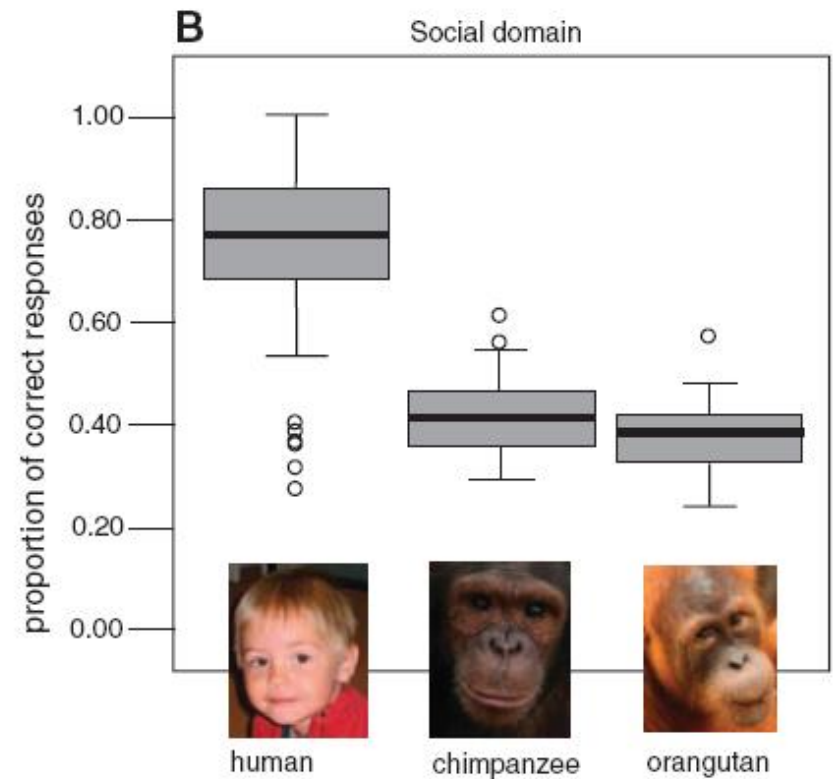 B
Social domain
proportion of correct responses
1.00
0.80
0.60
0.40
0.20
0.00
human
chimpanzee
orangutan